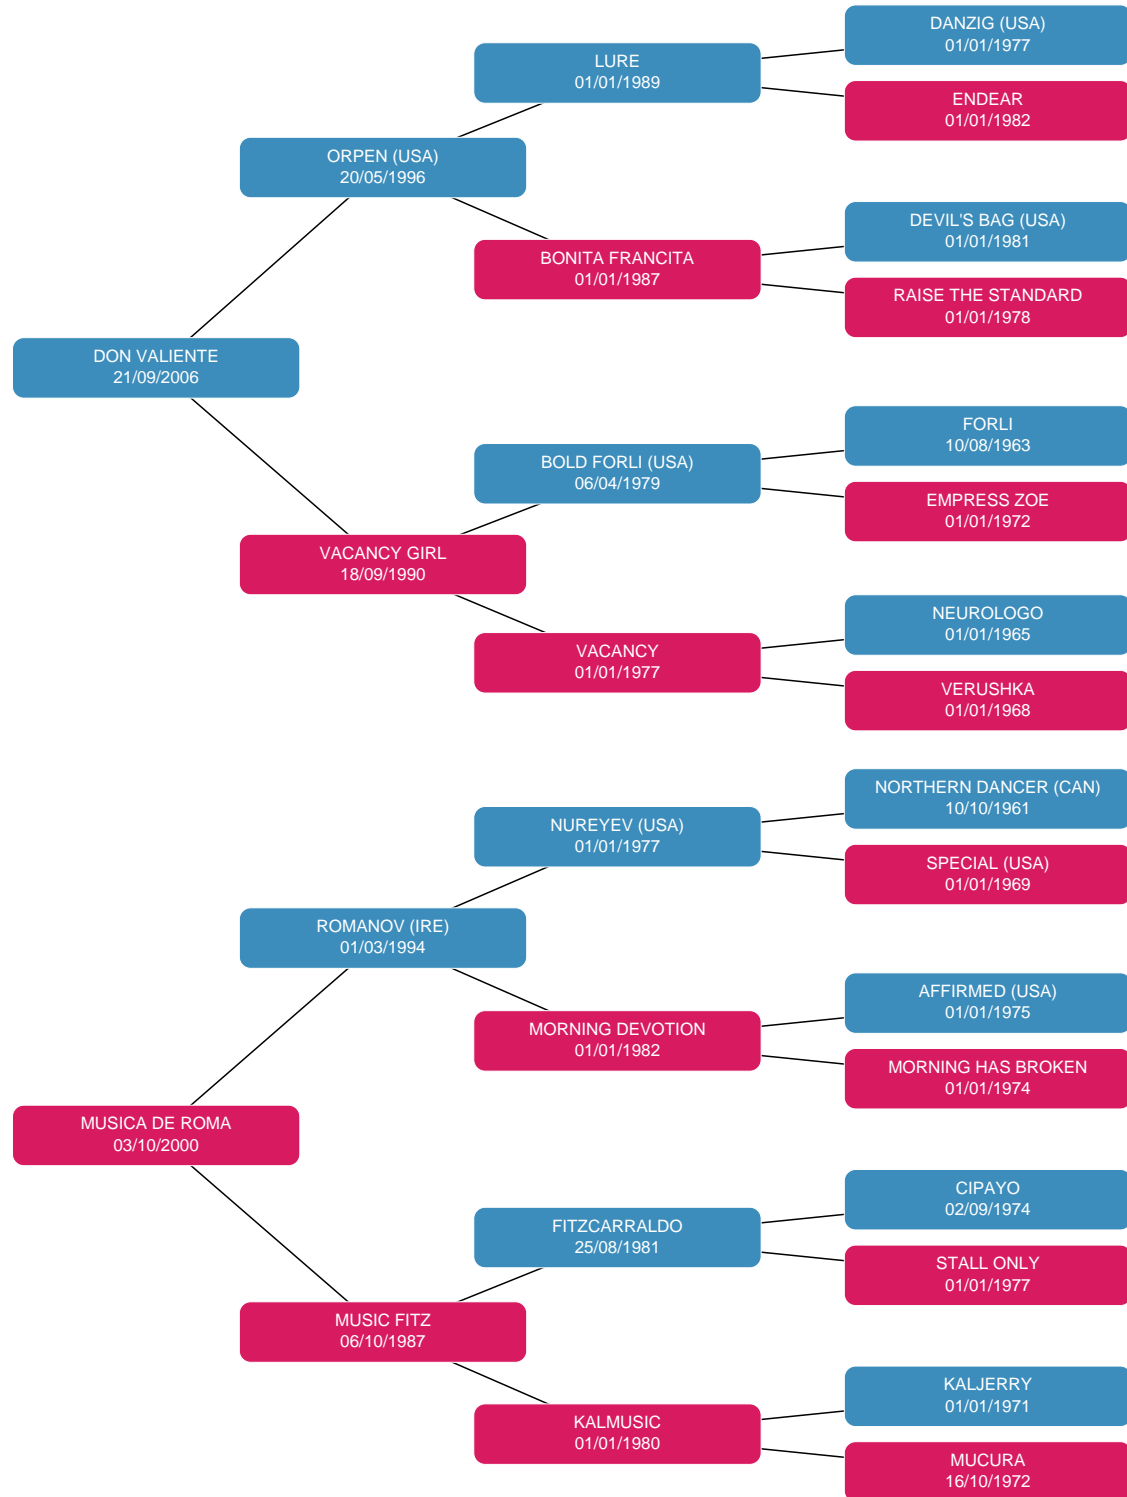 DANZIG (USA)
01/01/1977
LURE
01/01/1989
ENDEAR
01/01/1982
ORPEN (USA)
20/05/1996
DEVIL'S BAG (USA)
01/01/1981
BONITA FRANCITA
01/01/1987
RAISE THE STANDARD
01/01/1978
DON VALIENTE
21/09/2006
FORLI
10/08/1963
BOLD FORLI (USA)
06/04/1979
EMPRESS ZOE
01/01/1972
VACANCY GIRL
18/09/1990
NEUROLOGO
01/01/1965
VACANCY
01/01/1977
VERUSHKA
01/01/1968
NORTHERN DANCER (CAN)
10/10/1961
NUREYEV (USA)
01/01/1977
SPECIAL (USA)
01/01/1969
ROMANOV (IRE)
01/03/1994
AFFIRMED (USA)
01/01/1975
MORNING DEVOTION
01/01/1982
MORNING HAS BROKEN
01/01/1974
MUSICA DE ROMA
03/10/2000
CIPAYO
02/09/1974
FITZCARRALDO
25/08/1981
STALL ONLY
01/01/1977
MUSIC FITZ
06/10/1987
KALJERRY
01/01/1971
KALMUSIC
01/01/1980
MUCURA
16/10/1972